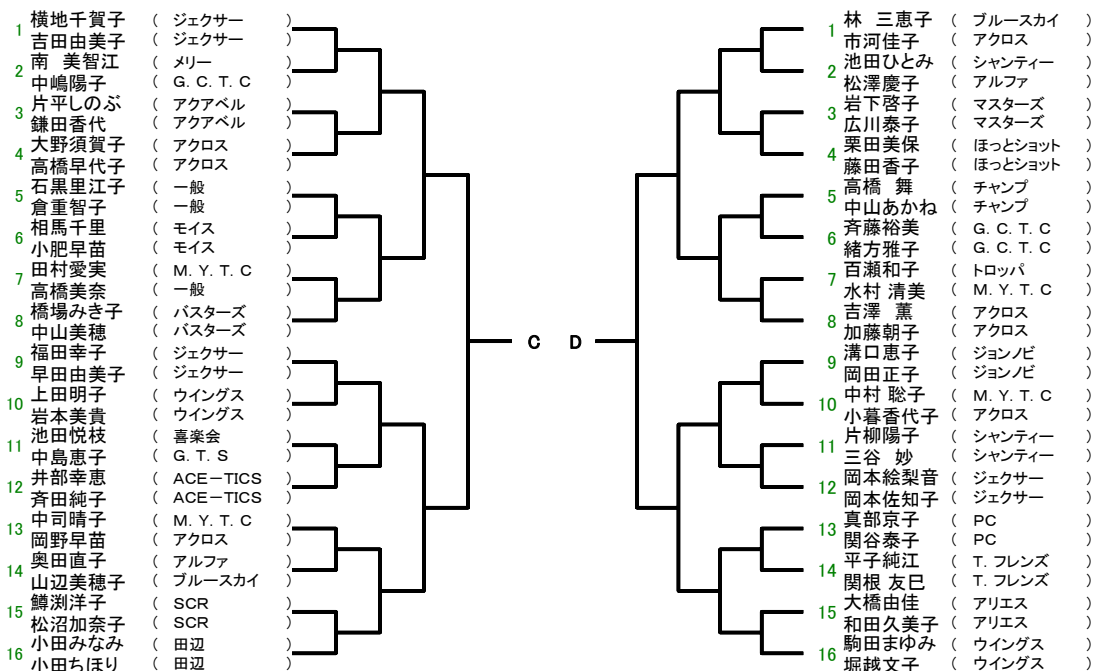 1 横地千賀子 ( ジェクサー )
吉田由美子 ( ジェクサー )
2 南 美智江 ( メリー )
中嶋陽子 ( G. C. T. C )
3 片平しのぶ ( アクアベル )
鎌田香代 ( アクアベル )
4 大野須賀子 ( アクロス )
高橋早代子 ( アクロス )
5 石黒里江子 ( 一般 )
倉重智子 ( 一般 )
6 相馬千里 ( モイス )
小肥早苗 ( モイス )
7 田村愛実 ( M. Y. T. C )
高橋美奈 ( 一般 )
8 橋場みき子 ( バスターズ )
中山美穂 ( バスターズ )
9 福田幸子 ( ジェクサー )
早田由美子 ( ジェクサー )
10 上田明子 ( ウイングス )
岩本美貴 ( ウイングス )
11 池田悦枝 ( 喜楽会 )
中島恵子 ( G. T. S )
12 井部幸恵 ( ACE-TICS )
斉田純子 ( ACE-TICS )
13 中司晴子 ( M. Y. T. C )
岡野早苗 ( アクロス )
14 奥田直子 ( アルファ )
山辺美穂子 ( ブルースカイ )
15 鱒渕洋子 ( SCR )
松沼加奈子 ( SCR )
16 小田みなみ ( 田辺 )
小田ちほり ( 田辺 )
C D
1 林 三恵子 ( ブルースカイ )
市河佳子 ( アクロス )
2 池田ひとみ ( シャンティー )
松澤慶子 ( アルファ )
3 岩下啓子 ( マスターズ )
広川泰子 ( マスターズ )
4 栗田美保 ( ほっとショット )
藤田香子 ( ほっとショット )
5 高橋 舞 ( チャンプ )
中山あかね ( チャンプ )
6 斉藤裕美 ( G. C. T. C )
緒方雅子 ( G. C. T. C )
7 百瀬和子 ( トロッパ )
水村 清美 ( M. Y. T. C )
8 吉澤 薫 ( アクロス )
加藤朝子 ( アクロス )
9 溝口恵子 ( ジョンノビ )
岡田正子 ( ジョンノビ )
10 中村 聡子 ( M. Y. T. C )
小暮香代子 ( アクロス )
11 片柳陽子 ( シャンティー )
三谷 妙 ( シャンティー )
12 岡本絵梨音 ( ジェクサー )
岡本佐知子 ( ジェクサー )
13 真部京子 ( PC )
関谷泰子 ( PC )
14 平子純江 ( T. フレンズ )
関根 友巳 ( T. フレンズ )
15 大橋由佳 ( アリエス )
和田久美子 ( アリエス )
16 駒田まゆみ ( ウイングス )
堀越文子 ( ウイングス )